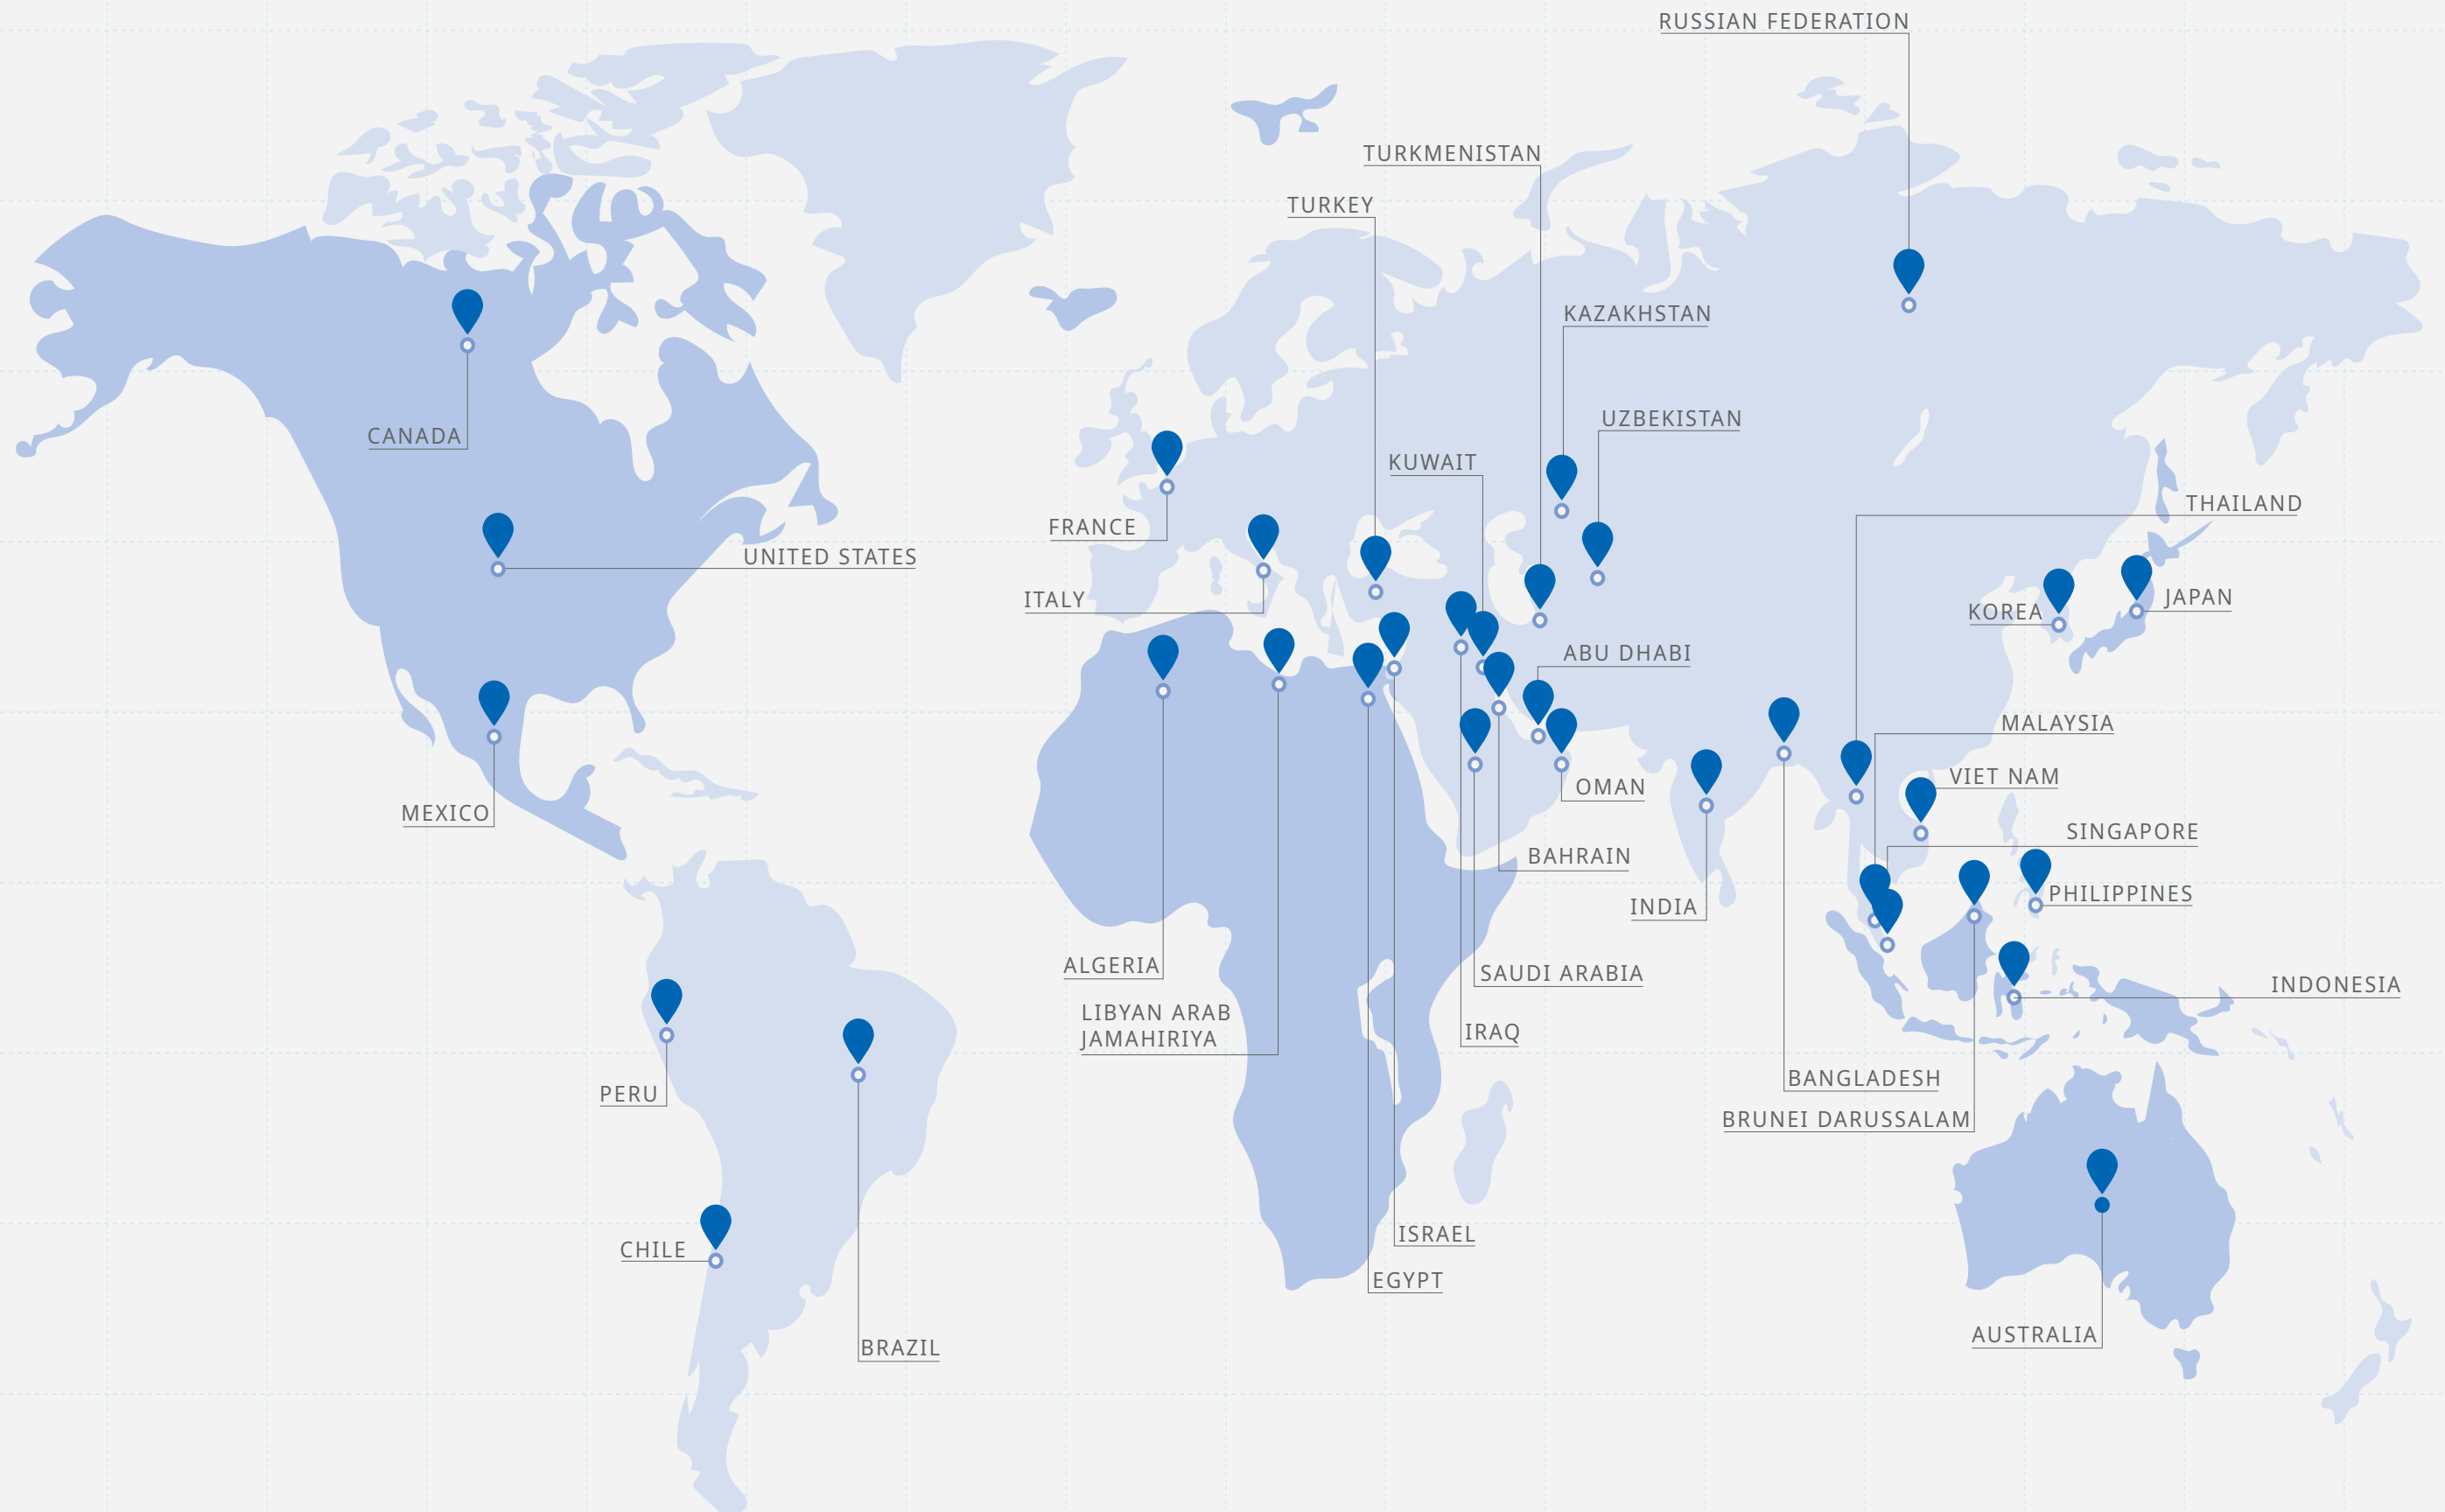 RUSSIAN FEDERATION
TURKMENISTAN
TURKEY
KAZAKHSTAN
UZBEKISTAN
CANADA
KUWAIT
THAILAND
FRANCE
UNITED STATES
ITALY
JAPAN
KOREA
ABU DHABI
MALAYSIA
VIET NAM
OMAN
MEXICO
SINGAPORE
BAHRAIN
PHILIPPINES
INDIA
ALGERIA
SAUDI ARABIA
INDONESIA
LIBYAN ARAB
JAMAHIRIYA
IRAQ
BANGLADESH
PERU
BRUNEI DARUSSALAM
ISRAEL
CHILE
EGYPT
AUSTRALIA
BRAZIL